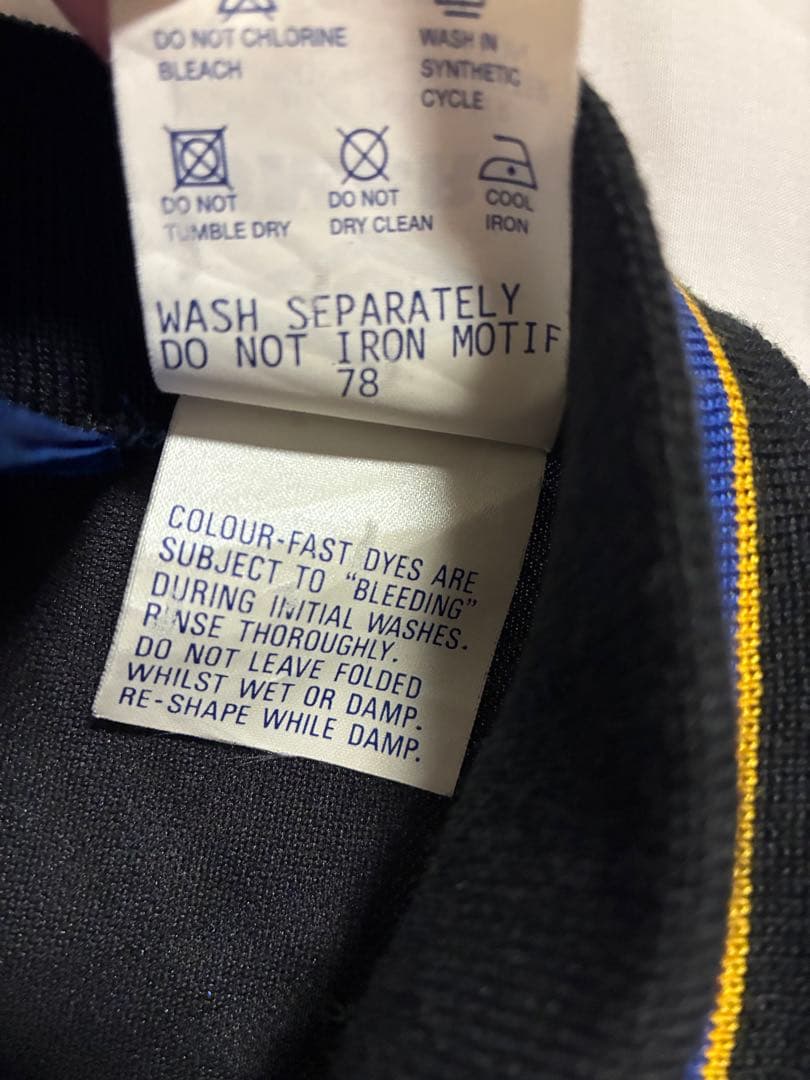 DO NOT CHLORINE
BLEACH
WASH IN
SYNTHETIC
CYCLE
DO NOT
TUMBLE DRY
DO NOT
DRY CLEAN
COOL
IRON
WASH SEPARATELY
DO NOT IRON MOTIF
78
COLOUR-FAST DYES ARE
SUBJECT TO "BLEEDING"
DURING INITIAL WASHES.
RINSE THOROUGHLY.
DO NOT LEAVE FOLDED
WHILST WET OR DAMP.
RE-SHAPE WHILE DAMP.